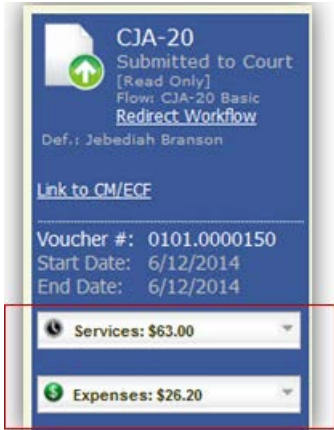 CJA-20
Submitted to Court
[Read Only]
Flow: CJA-20 Basic
Redirect Workflow
Def.: Jebediah Branson
Link to CM/ECF
Voucher #: 0101.0000150
Start Date: 6/12/2014
End Date: 6/12/2014
Services: $63.00
Expenses: $26.20